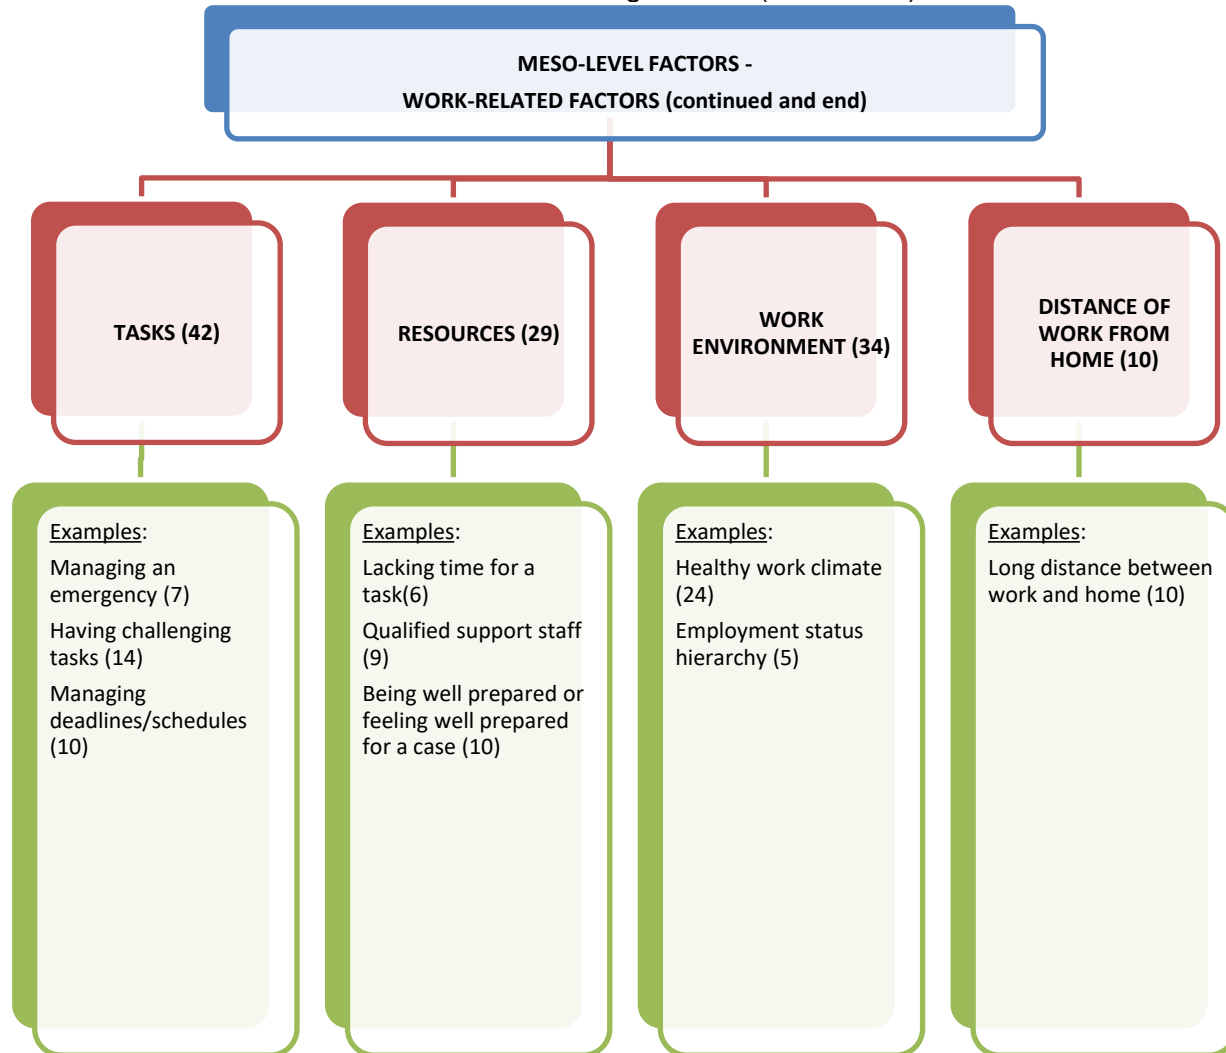 MESO-LEVEL FACTORS -
WORK-RELATED FACTORS (continued and end)
TASKS (42)
RESOURCES (29)
WORK
ENVIRONMENT (34)
DISTANCE OF
WORK FROM
HOME (10)
Examples:
Managing an
emergency (7)
Having challenging
tasks (14)
Managing
deadlines/schedules
(10)
Examples:
Lacking time for a
task(6)
Qualified support staff
(9)
Being well prepared or
feeling well prepared
for a case (10)
Examples:
Healthy work climate
(24)
Employment status
hierarchy (5)
Examples:
Long distance between
work and home (10)